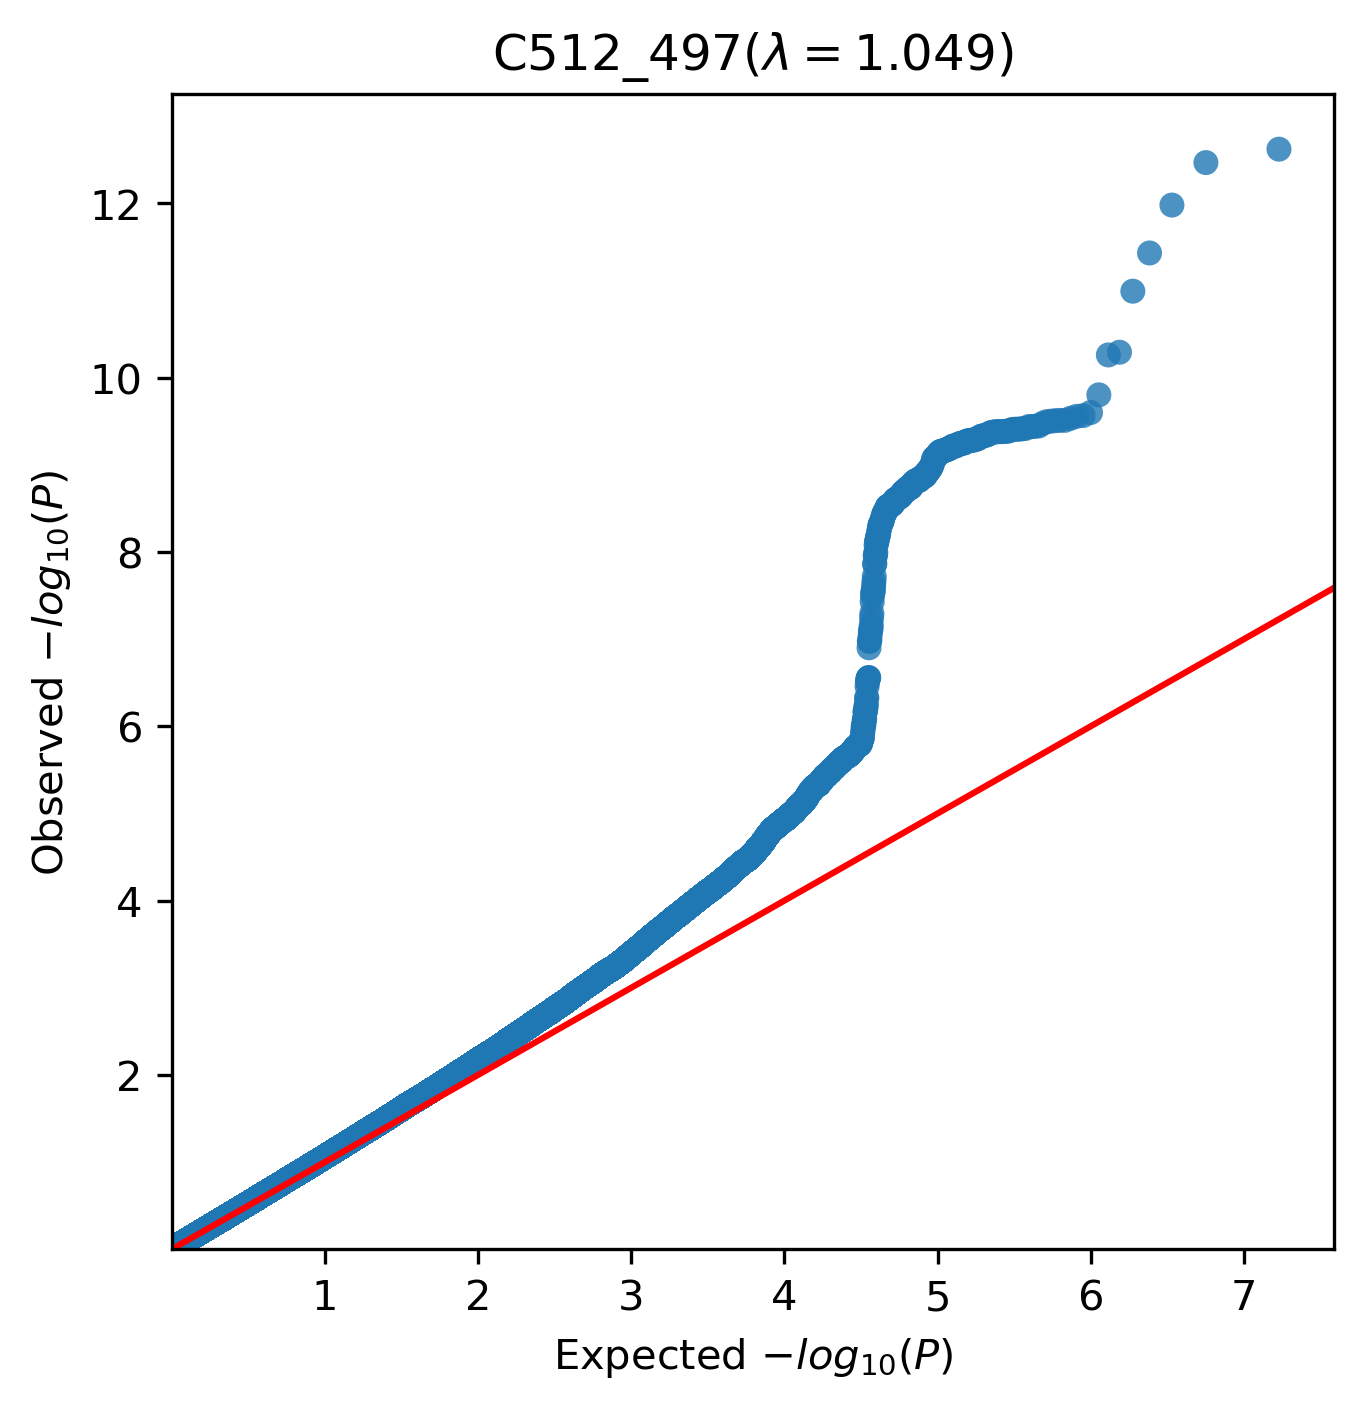 C512_497(λ = 1.049)
12
10
8
6
4
2
Observed −log₁₀(P)
1 2 3 4 5 6 7
Expected −log₁₀(P)